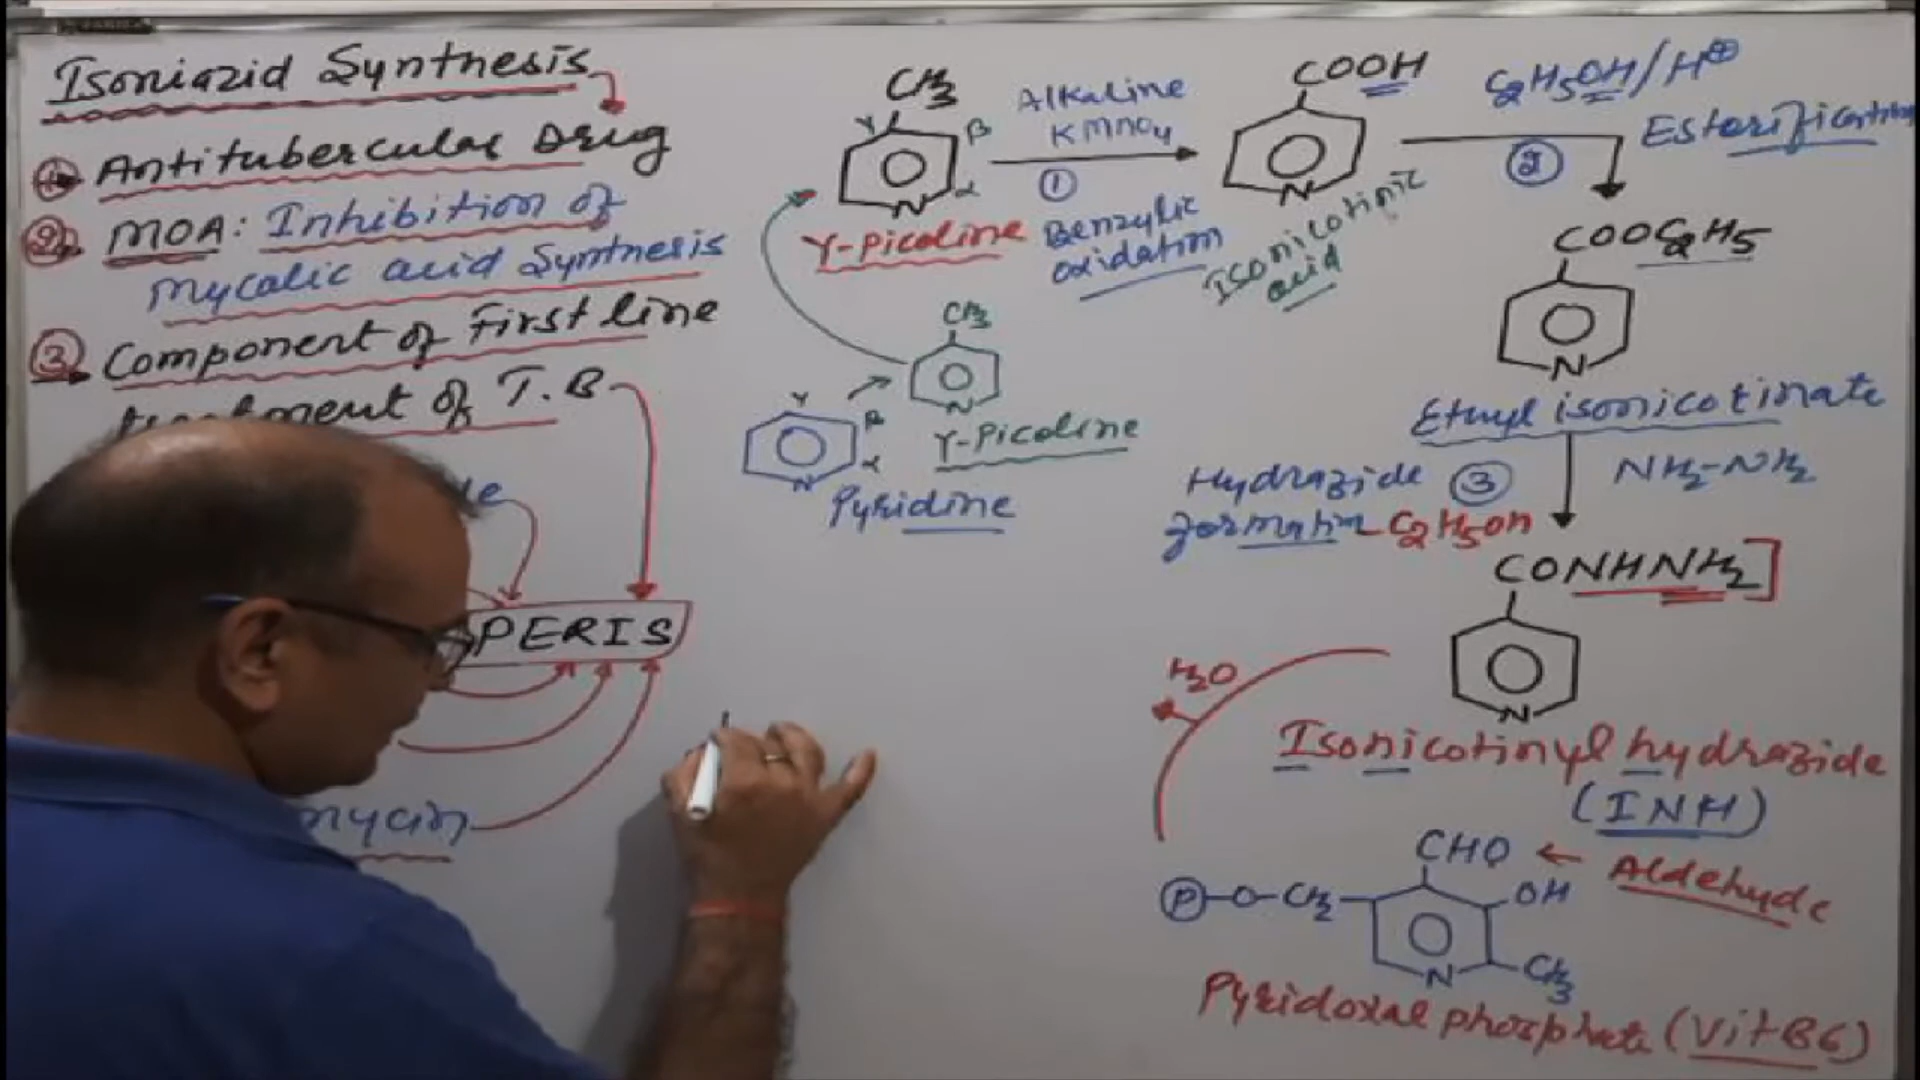 Isoniazid Synthesis
① Antitubercular Drug
② MOA: Inhibition of
Mycalic acid Synthesis
③ Component of First line
treatment of T.B
PERIS
CH3
γ
β
α
N
γ-Picoline
Alkaline
KMnO4
①
Benzylic
oxidation
COOH
N
Isonicotinic
acid
C2H5OH/H⊕
②
Esterification
COOC2H5
N
Ethyl isonicotinate
CH3
N
γ-Picoline
γ
β
α
N
Pyridine
Hydrazide
formation
③
NH2-NH2
-C2H5OH
CONHNH2
N
Isonicotinyl hydrazide
(INH)
H2O
CHO ← Aldehyde
P-O-CH2
OH
N
CH3
Pyridoxal phosphate (Vit B6)